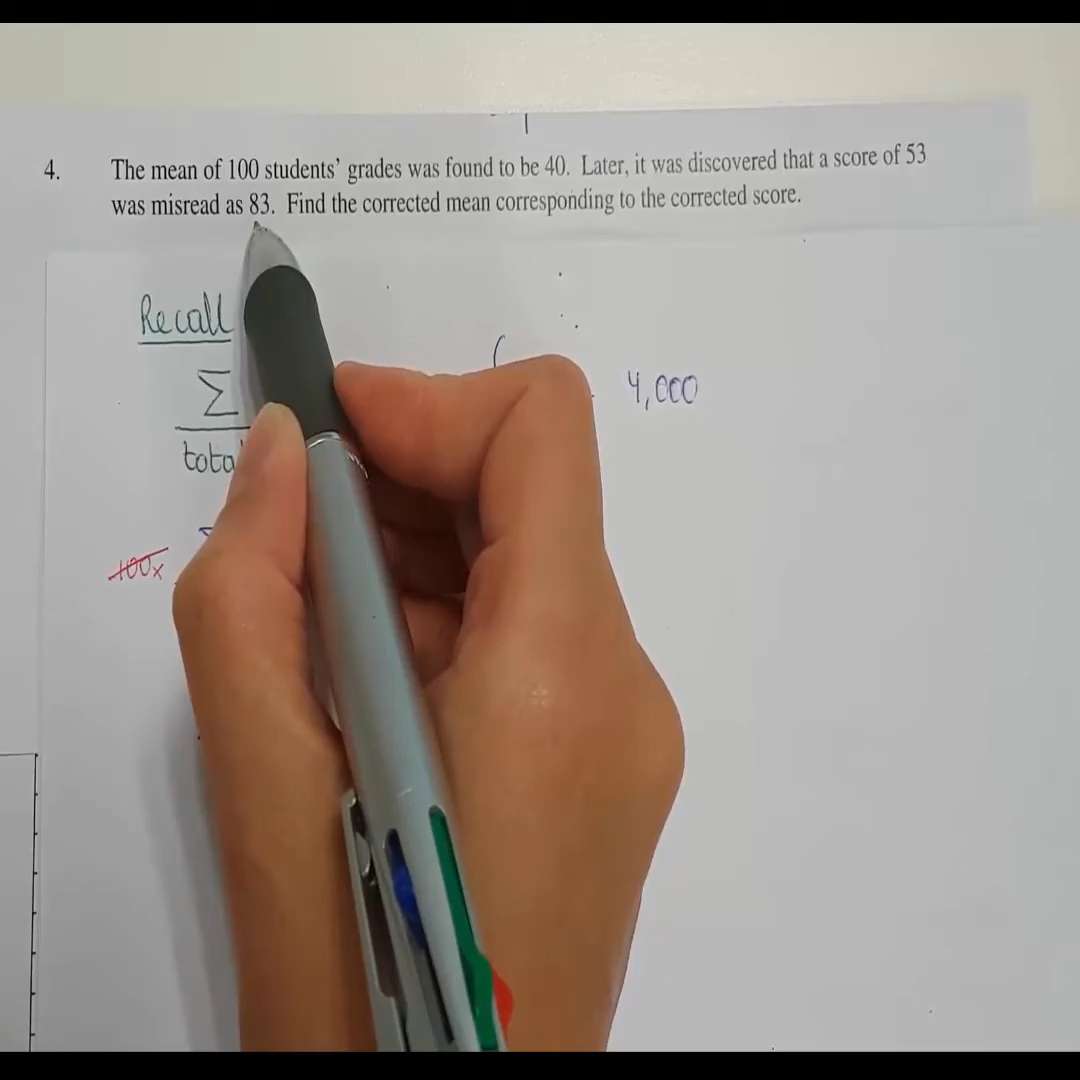 4. The mean of 100 students' grades was found to be 40. Later, it was discovered that a score of 53
was misread as 83. Find the corrected mean corresponding to the corrected score.
Recall
Σ
4,000
total
100x